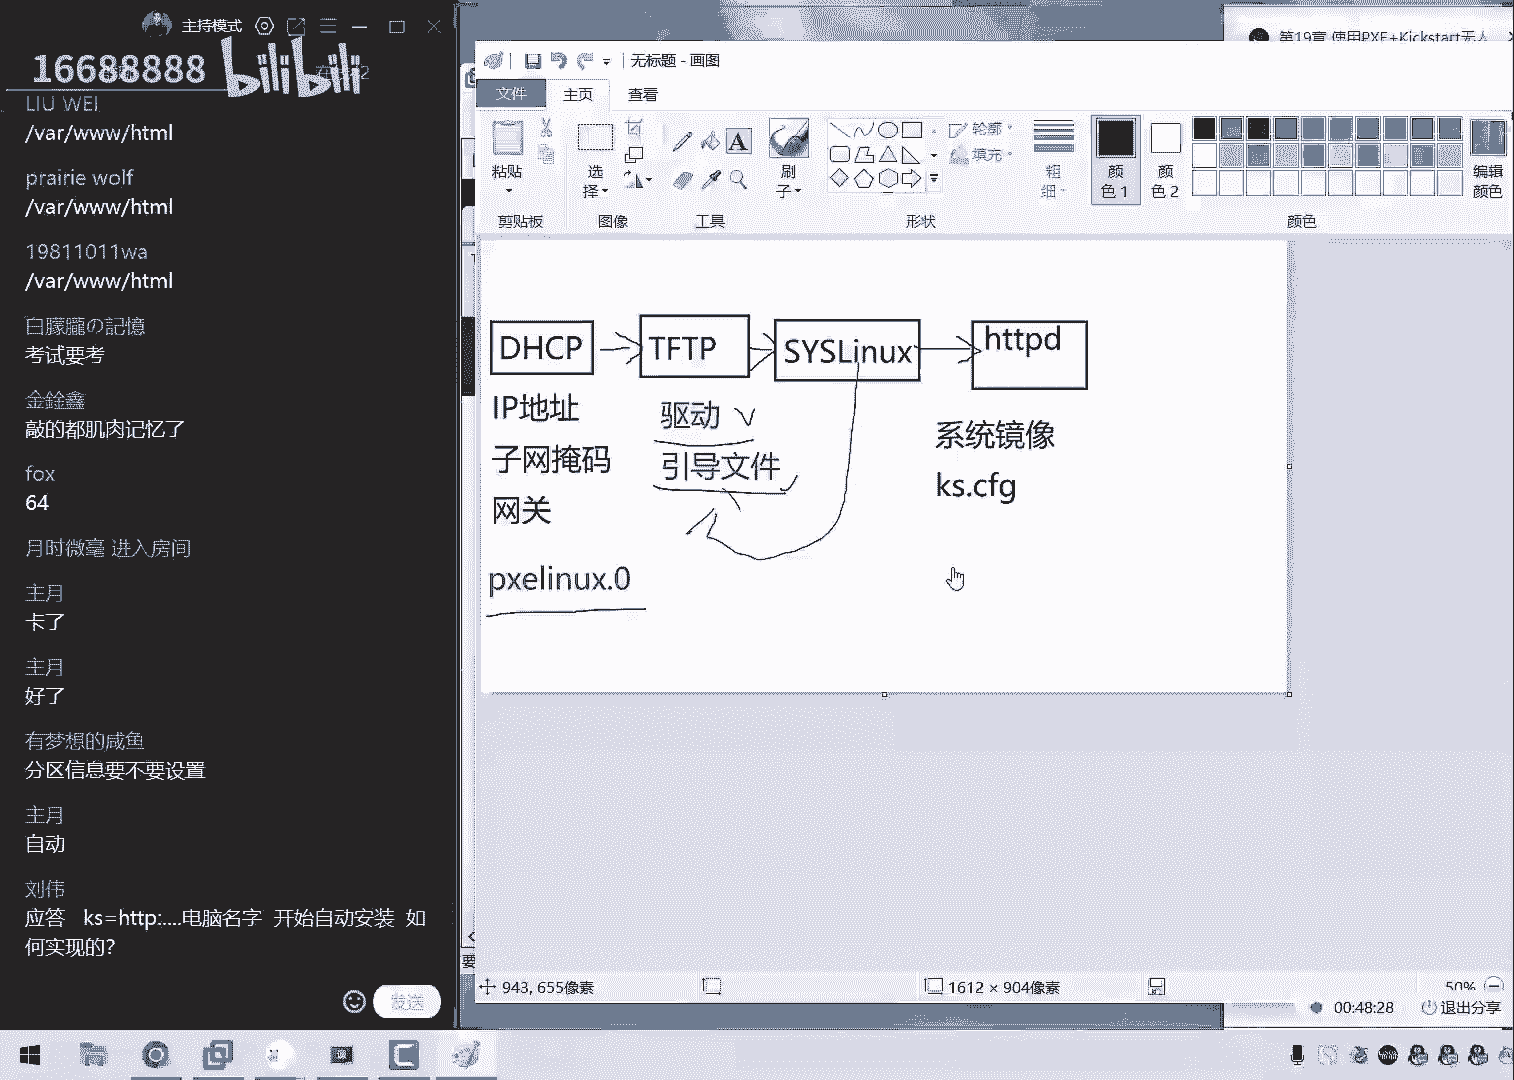 主持模式
16688888 bilibili
LIU WEI
/var/www/html
prairie wolf
/var/www/html
19811011wa
/var/www/html
白朦朧の記憶
考试要考
金銓鑫
敲的都肌肉记忆了
fox
64
月时微毫 进入房间
主月
卡了
主月
好了
有梦想的咸鱼
分区信息要不要设置
主月
自动
刘伟
应答 ks=http:....电脑名字 开始自动安装 如
何实现的?
发送
第19章 使用PXE+Kickstart无人
无标题 - 画图
文件 主页 查看
粘贴
选择
A
刷子
轮廓
填充
粗细
颜色 1
颜色 2
编辑颜色
剪贴板 图像 工具 形状 颜色
DHCP TFTP SYSLinux httpd
IP地址
子网掩码
网关
pxelinux.0
驱动
引导文件
系统镜像
ks.cfg
要
943, 655像素 1612 × 904像素 50%
00:48:28 退出分享